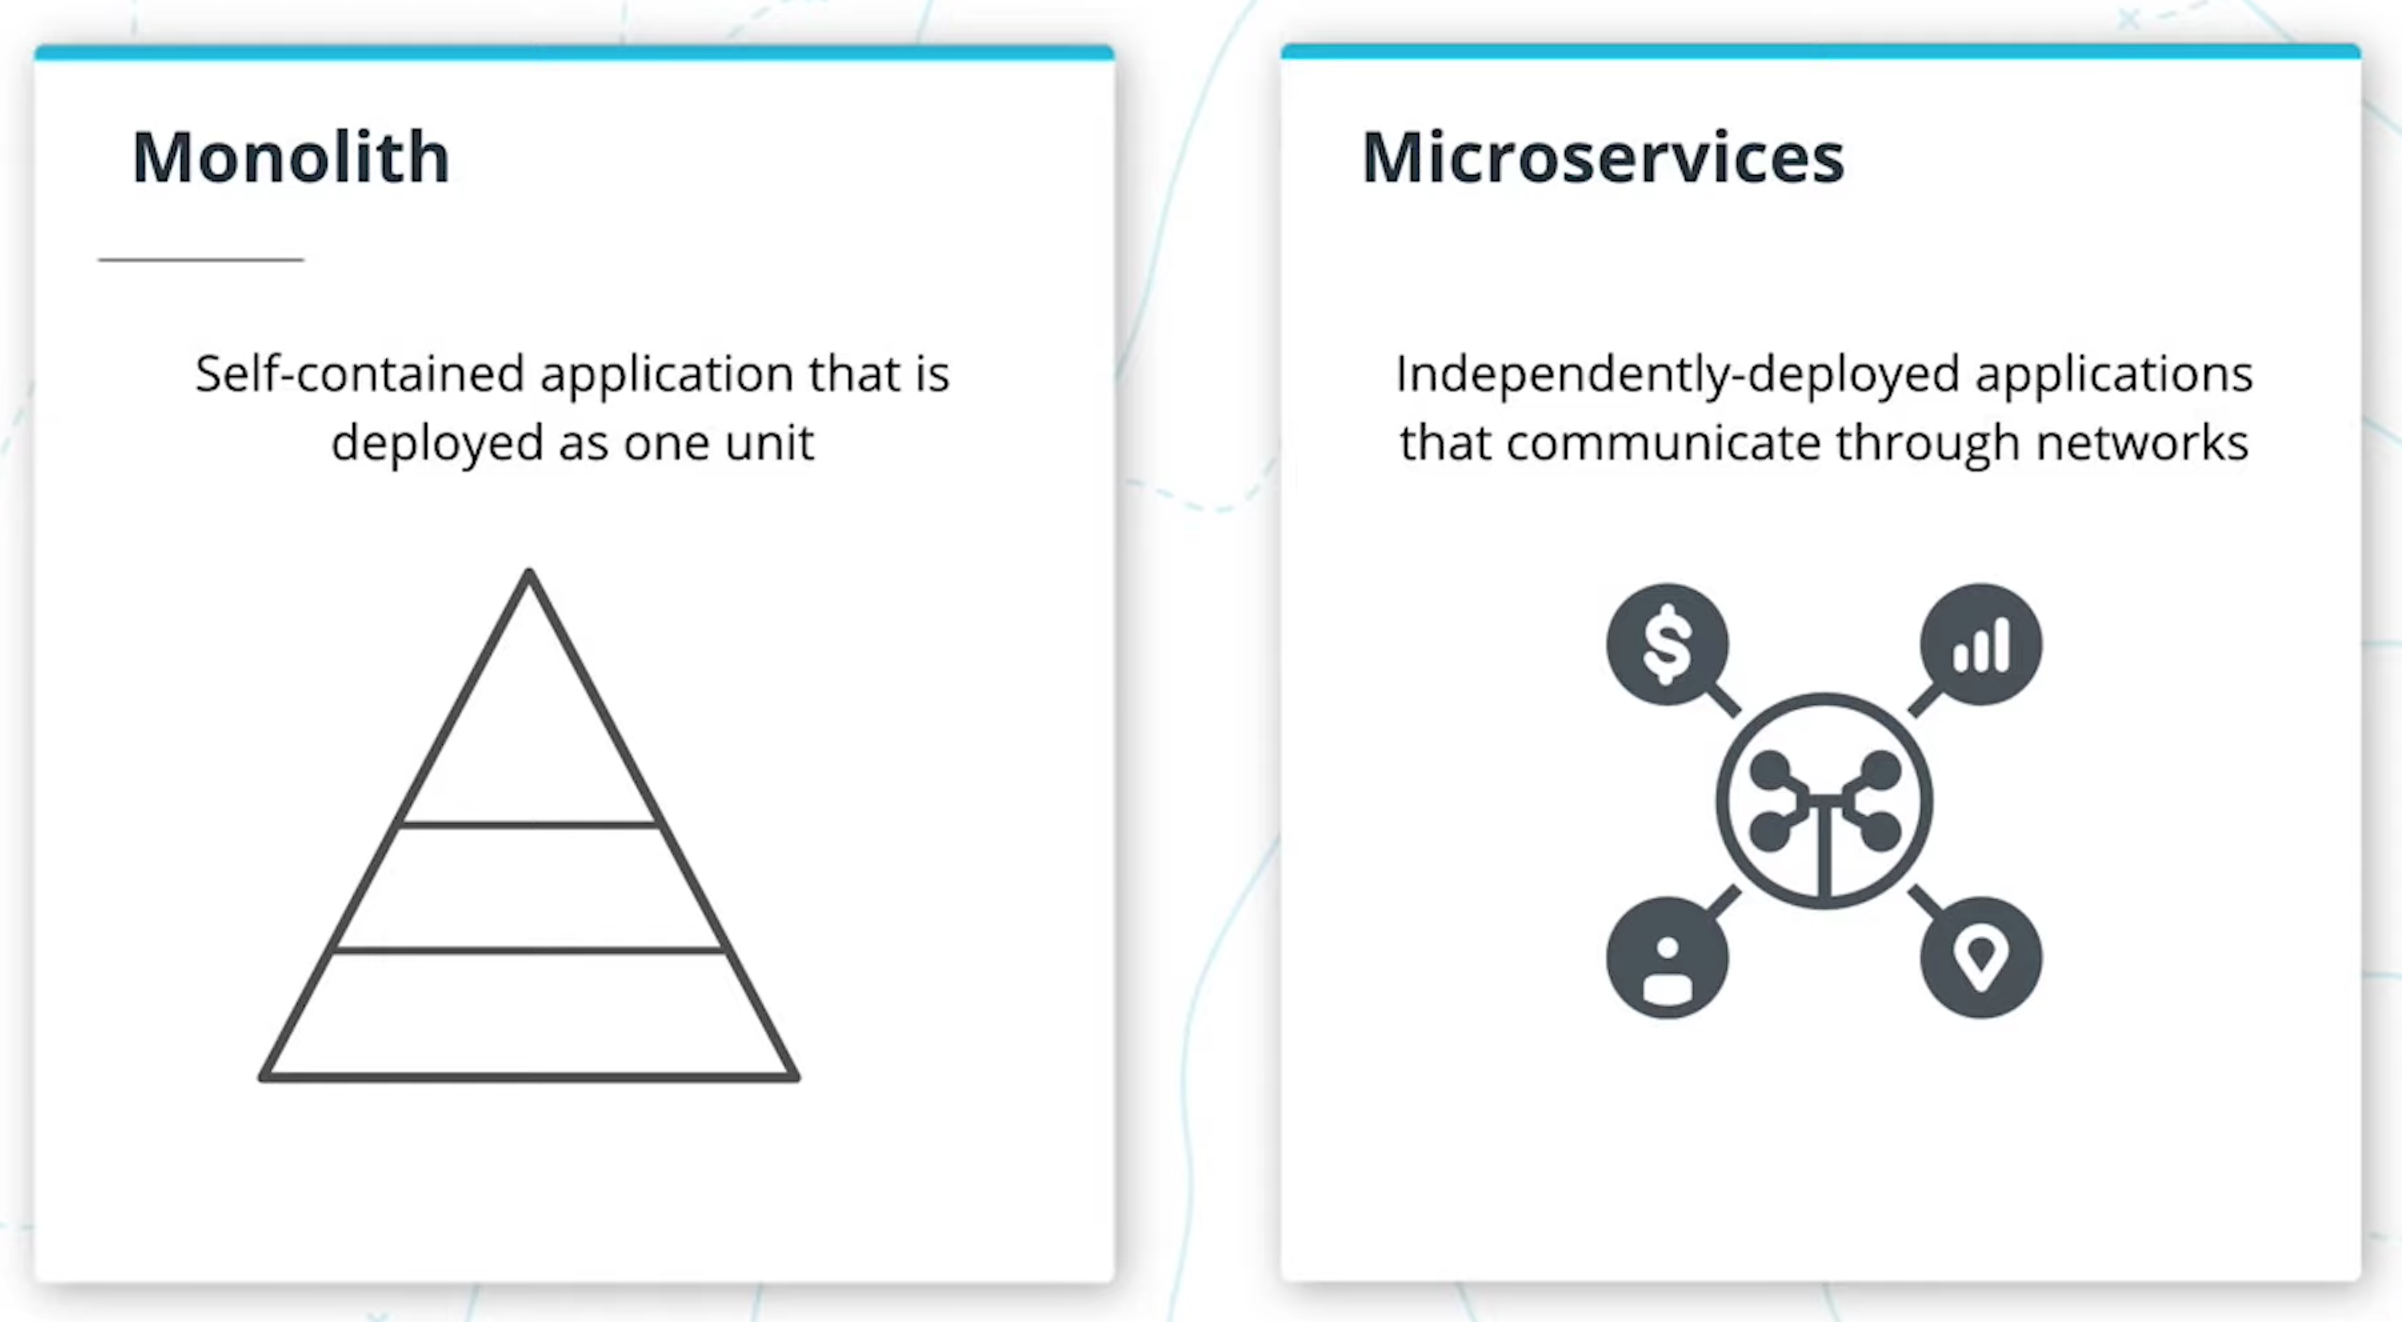 Monolith
Self-contained application that is
deployed as one unit
Microservices
Independently-deployed applications
that communicate through networks
$